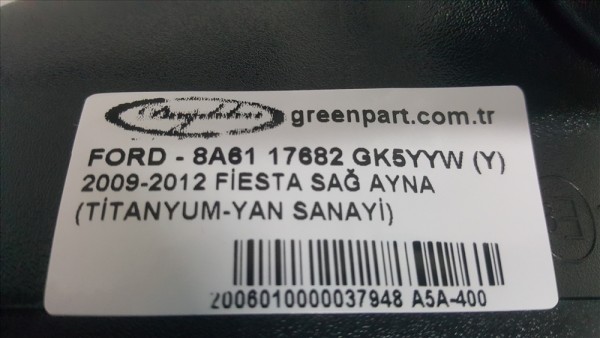 greenpart.com.tr
FORD - 8A61 17682 GK5YYW (Y)
2009-2012 FİESTA SAĞ AYNA
(TİTANYUM-YAN SANAYİ)
2006010000037948 A5A-400